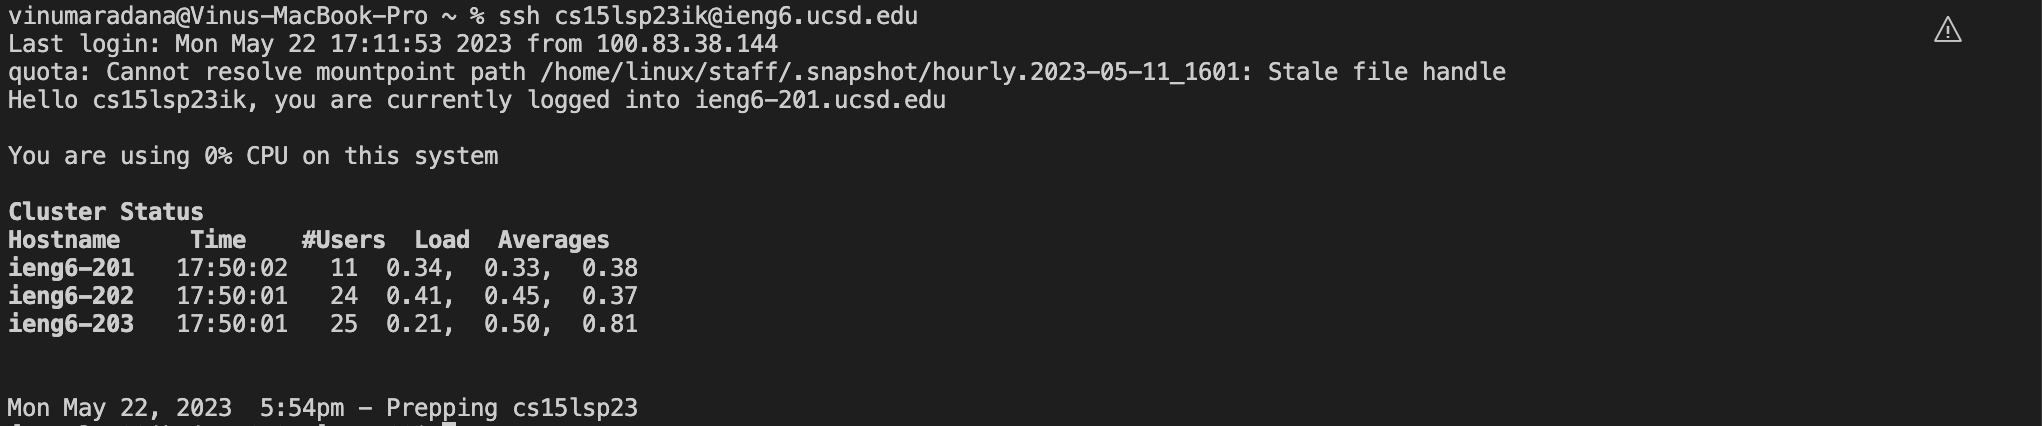 vinumaradana@Vinus-MacBook-Pro ~ % ssh cs15lsp23ik@ieng6.ucsd.edu
Last login: Mon May 22 17:11:53 2023 from 100.83.38.144
quota: Cannot resolve mountpoint path /home/linux/staff/.snapshot/hourly.2023-05-11_1601: Stale file handle
Hello cs15lsp23ik, you are currently logged into ieng6-201.ucsd.edu
You are using 0% CPU on this system
Cluster Status
Hostname     Time    #Users  Load  Averages
ieng6-201   17:50:02   11  0.34,  0.33,  0.38
ieng6-202   17:50:01   24  0.41,  0.45,  0.37
ieng6-203   17:50:01   25  0.21,  0.50,  0.81
Mon May 22, 2023  5:54pm - Prepping cs15lsp23